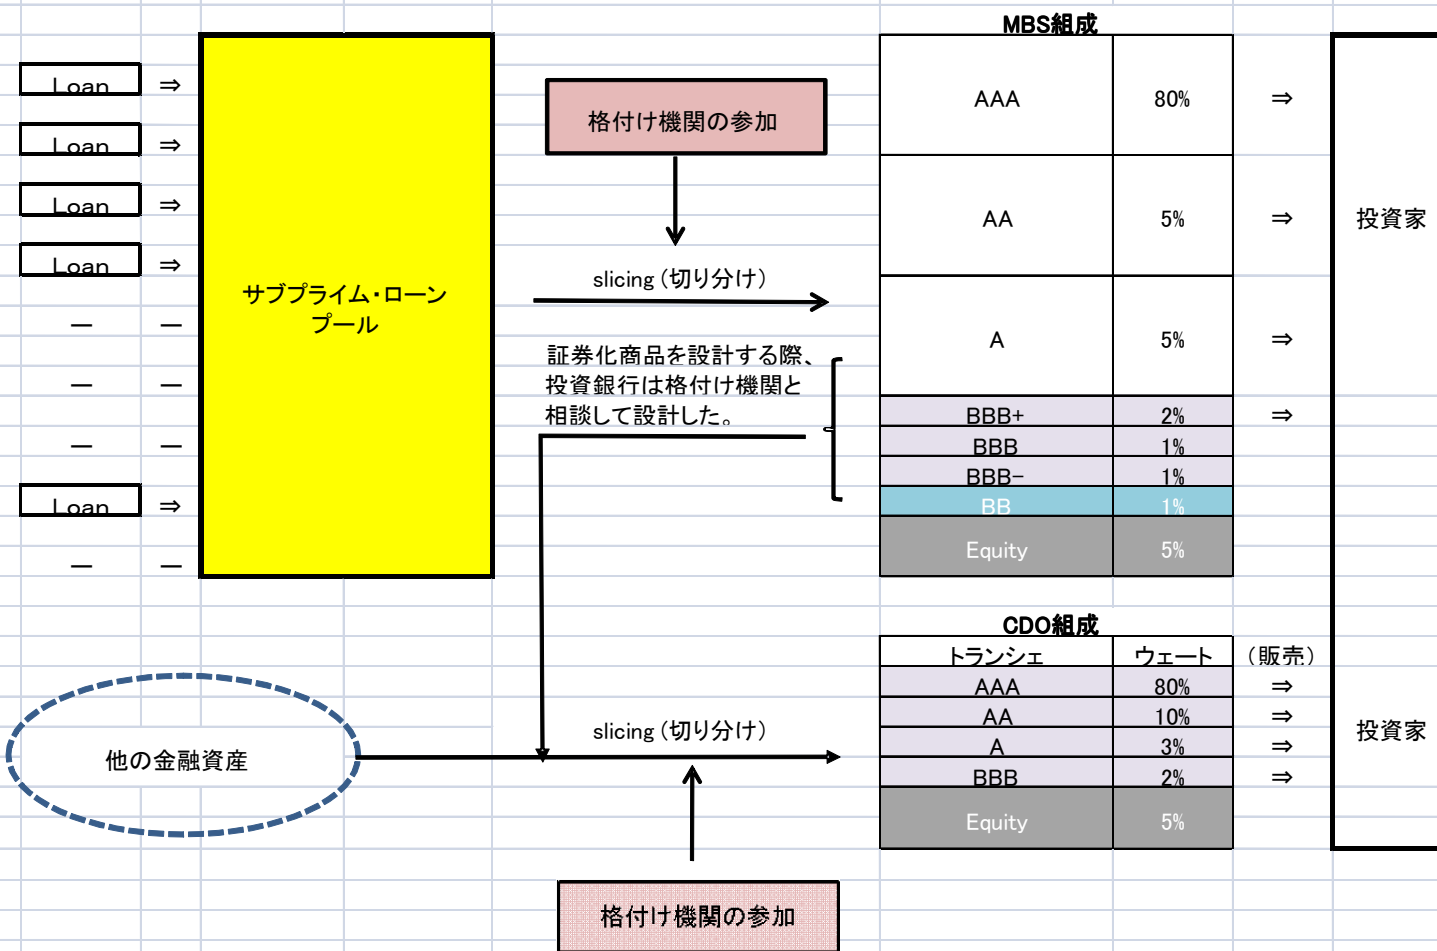 MBS組成
Loan ⇒
Loan ⇒
Loan ⇒
Loan ⇒
— —
— —
— —
Loan ⇒
— —
サブプライム・ローン
プール
格付け機関の参加
slicing (切り分け)
証券化商品を設計する際、
投資銀行は格付け機関と
相談して設計した。
AAA 80% ⇒
AA 5% ⇒
A 5% ⇒
BBB+ 2% ⇒
BBB 1%
BBB- 1%
BB 1%
Equity 5%
投資家
CDO組成
トランシェ ウェート (販売)
AAA 80% ⇒
AA 10% ⇒
A 3% ⇒
BBB 2% ⇒
Equity 5%
投資家
他の金融資産
slicing (切り分け)
格付け機関の参加